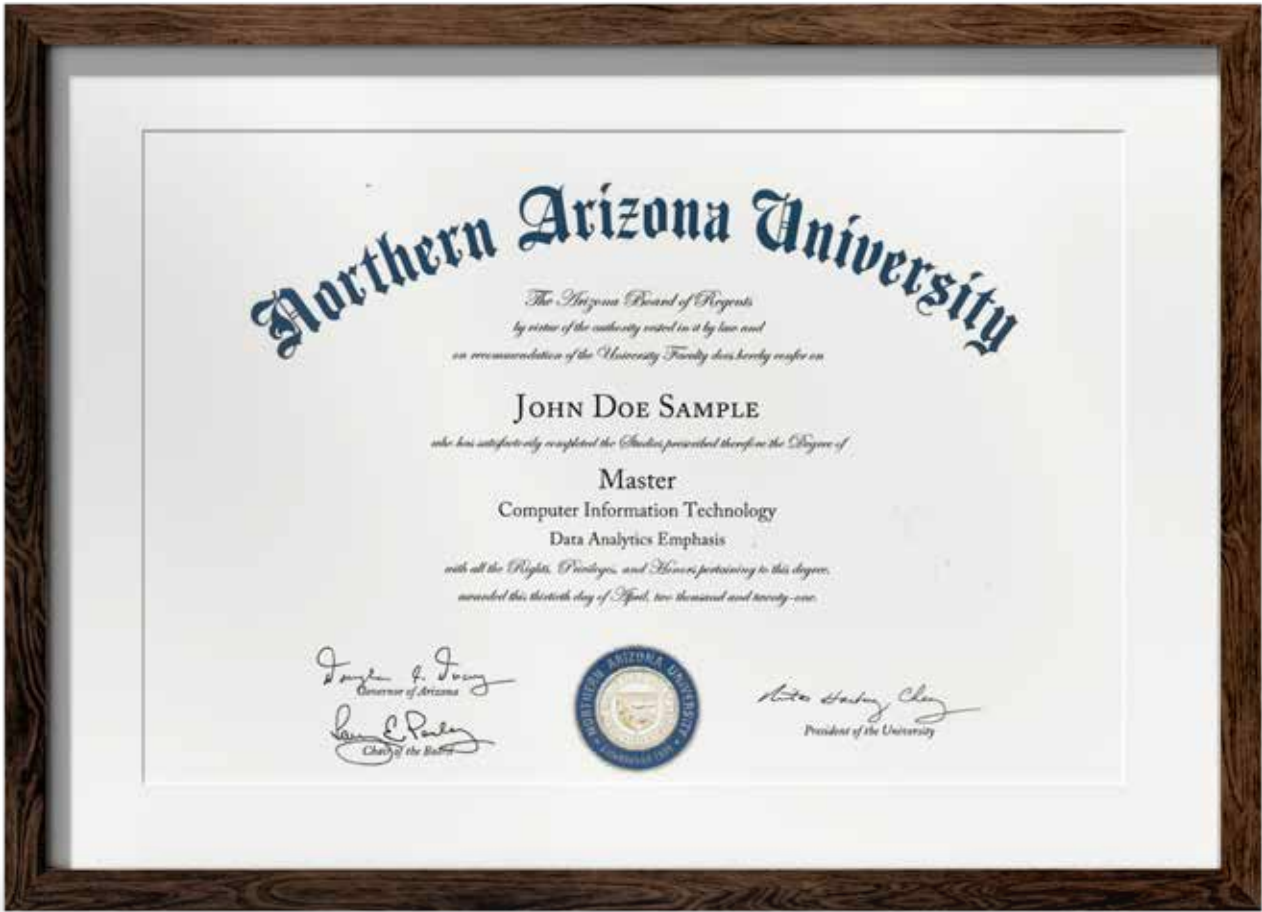 Northern Arizona University
The Arizona Board of Regents
by virtue of the authority vested in it by law and
on recommendation of the University Faculty does hereby confer on
JOHN DOE SAMPLE
who has satisfactorily completed the Studies prescribed therefore the Degree of
Master
Computer Information Technology
Data Analytics Emphasis
with all the Rights, Privileges, and Honors pertaining to this degree,
awarded this thirtieth day of April, two thousand and twenty-one.
Governor of Arizona
Chair of the Board
NORTHERN ARIZONA UNIVERSITY
President of the University